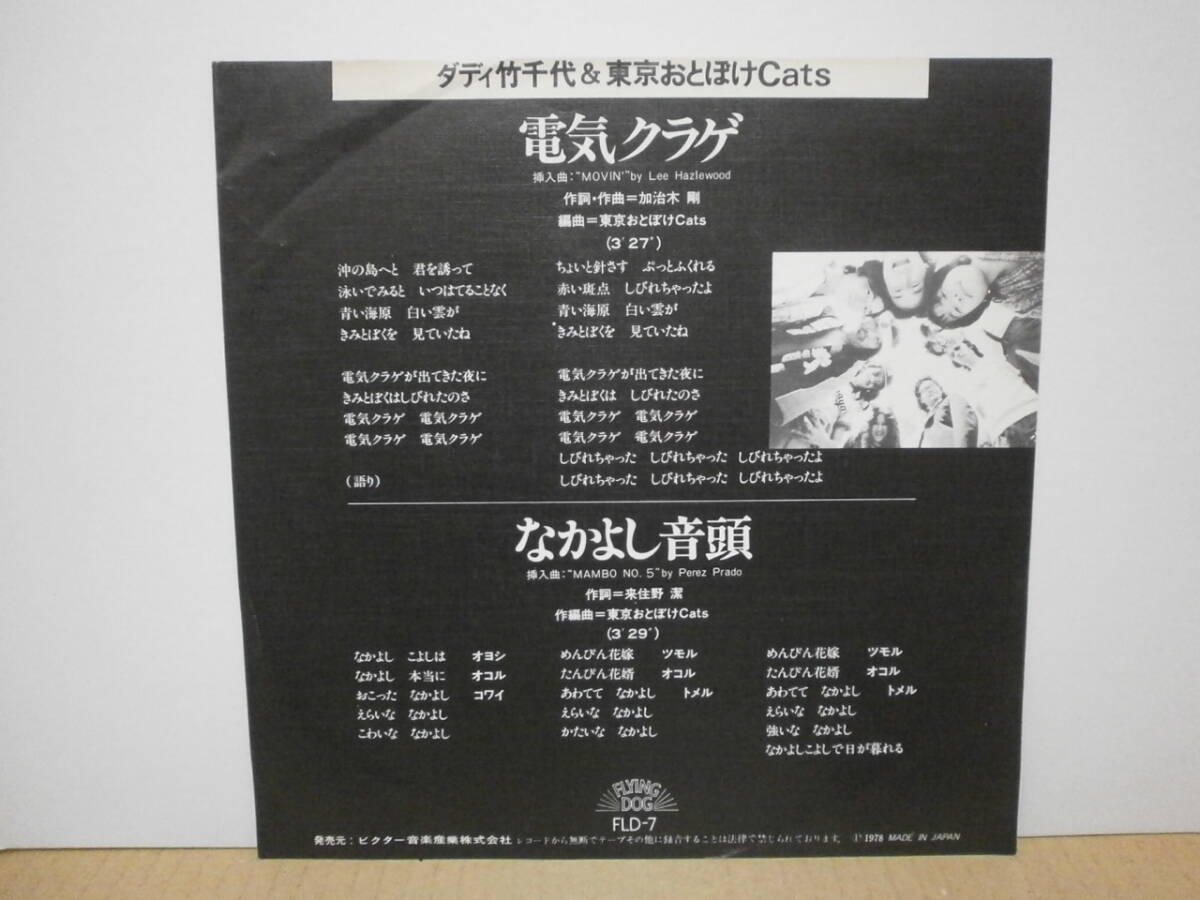 ダディ竹千代&東京おとぼけCats
電気クラゲ
挿入曲:"MOVIN'"by Lee Hazlewood
作詞・作曲=加治木 剛
編曲=東京おとぼけCats
(3'27")
沖の島へと 君を誘って
泳いでみると いつはてることなく
青い海原 白い雲が
きみとぼくを 見ていたね
電気クラゲが出てきた夜に
きみとぼくはしびれたのさ
電気クラゲ 電気クラゲ
電気クラゲ 電気クラゲ
(語り)
ちょいと針さす ぷっとふくれる
赤い斑点 しびれちゃったよ
青い海原 白い雲が
きみとぼくを 見ていたね
電気クラゲが出てきた夜に
きみとぼくは しびれたのさ
電気クラゲ 電気クラゲ
電気クラゲ 電気クラゲ
しびれちゃった しびれちゃった しびれちゃったよ
しびれちゃった しびれちゃった しびれちゃったよ
なかよし音頭
挿入曲:"MAMBO NO. 5"by Perez Prado
作詞=来住野 潔
作編曲=東京おとぼけCats
(3'29")
なかよし こよしは オヨシ
なかよし 本当に オコル
おこった なかよし コワイ
えらいな なかよし
こわいな なかよし
めんぴん花嫁 ツモル
たんぴん花婿 オコル
あわてて なかよし トメル
えらいな なかよし
かたいな なかよし
めんぴん花嫁 ツモル
たんぴん花婿 オコル
あわてて なかよし トメル
えらいな なかよし
強いな なかよし
なかよしこよしで日が暮れる
FLYING DOG
FLD-7
発売元:ビクター音楽産業株式会社 レコードから無断でテープその他に録音することは法律で禁じられております。 Ⓟ1978 MADE IN JAPAN